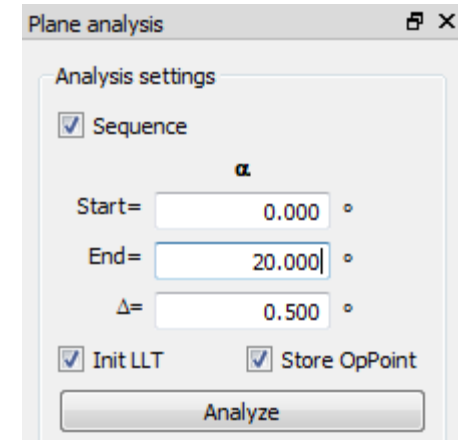 Plane analysis
Analysis settings
Sequence
α
Start= 0.000 °
End= 20.000 °
Δ= 0.500 °
Init LLT Store OpPoint
Analyze